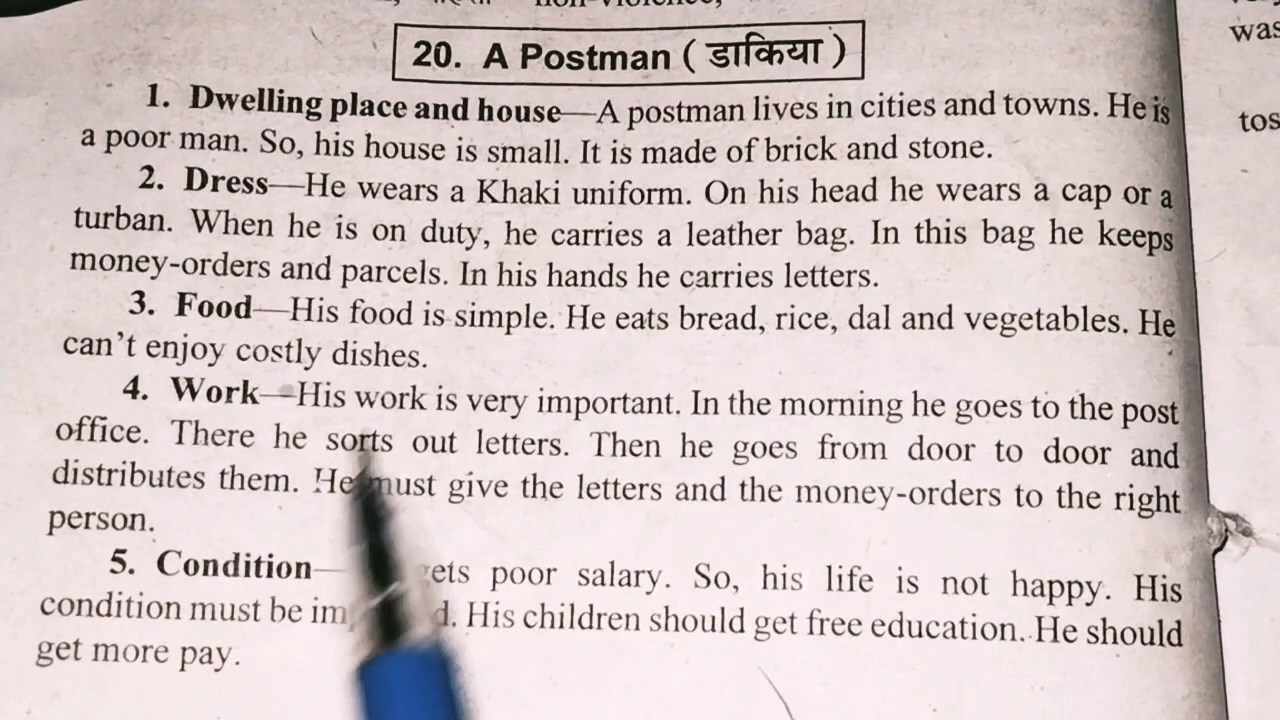 non-violence,
20. A Postman ( डाकिया )
1. Dwelling place and house—A postman lives in cities and towns. He is
a poor man. So, his house is small. It is made of brick and stone.
2. Dress—He wears a Khaki uniform. On his head he wears a cap or a
turban. When he is on duty, he carries a leather bag. In this bag he keeps
money-orders and parcels. In his hands he carries letters.
3. Food—His food is simple. He eats bread, rice, dal and vegetables. He
can't enjoy costly dishes.
4. Work—His work is very important. In the morning he goes to the post
office. There he sorts out letters. Then he goes from door to door and
distributes them. He must give the letters and the money-orders to the right
person.
5. Condition— poor salary. So, his life is not happy. His
condition must be His children should get free education. He should
get more pay.
was
tos